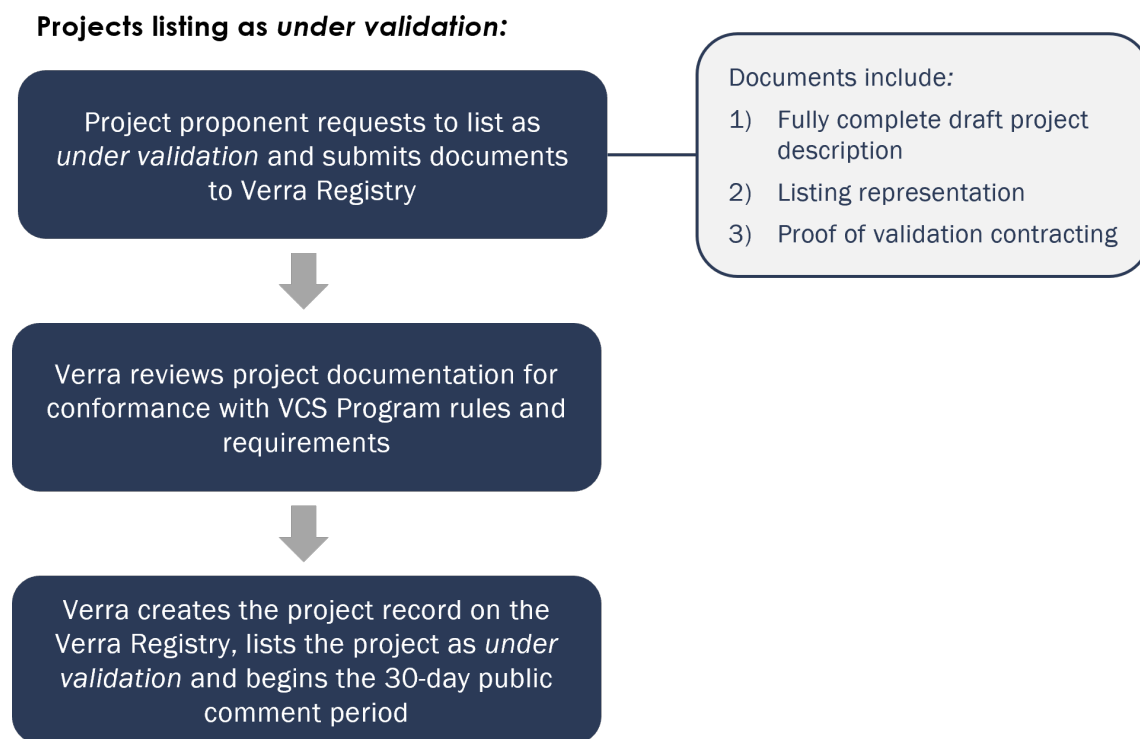 Projects listing as under validation:
Project proponent requests to list as
under validation and submits documents
to Verra Registry
Documents include:
1) Fully complete draft project
description
2) Listing representation
3) Proof of validation contracting
Verra reviews project documentation for
conformance with VCS Program rules and
requirements
Verra creates the project record on the
Verra Registry, lists the project as under
validation and begins the 30-day public
comment period